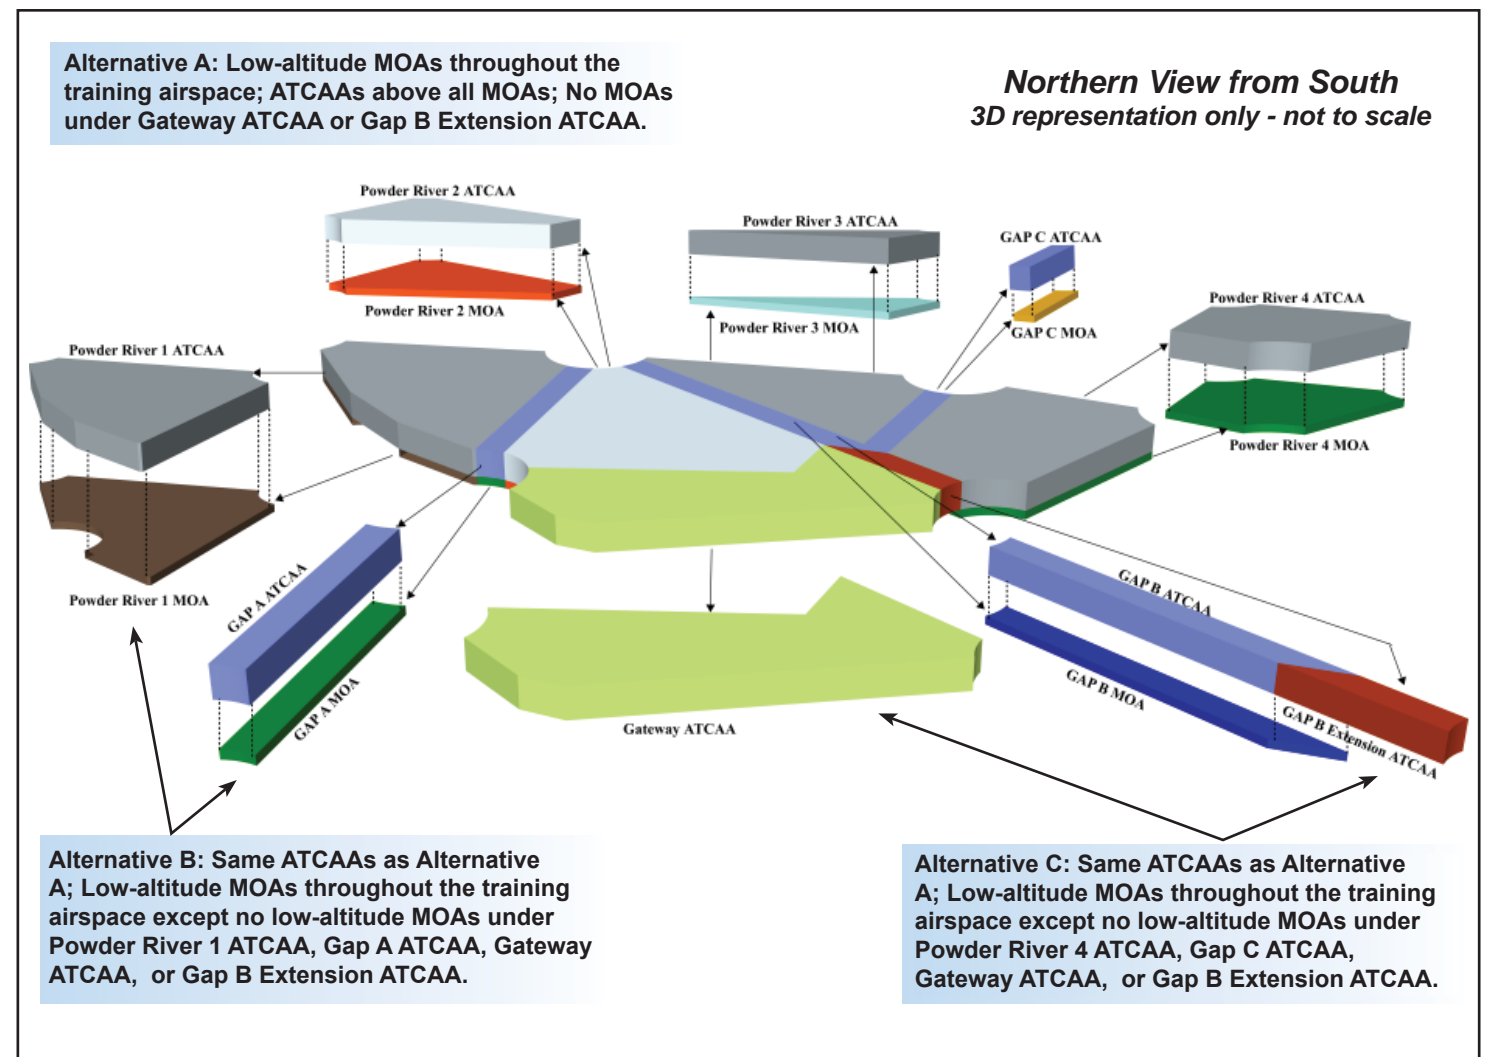 Alternative A: Low-altitude MOAs throughout the
training airspace; ATCAAs above all MOAs; No MOAs
under Gateway ATCAA or Gap B Extension ATCAA.
Northern View from South
3D representation only - not to scale
Powder River 2 ATCAA
Powder River 2 MOA
Powder River 3 ATCAA
Powder River 3 MOA
GAP C ATCAA
GAP C MOA
Powder River 4 ATCAA
Powder River 4 MOA
Powder River 1 ATCAA
Powder River 1 MOA
GAP A ATCAA
GAP A MOA
Gateway ATCAA
GAP B ATCAA
GAP B MOA
GAP B Extension ATCAA
Alternative B: Same ATCAAs as Alternative
A; Low-altitude MOAs throughout the training
airspace except no low-altitude MOAs under
Powder River 1 ATCAA, Gap A ATCAA, Gateway
ATCAA, or Gap B Extension ATCAA.
Alternative C: Same ATCAAs as Alternative
A; Low-altitude MOAs throughout the training
airspace except no low-altitude MOAs under
Powder River 4 ATCAA, Gap C ATCAA,
Gateway ATCAA, or Gap B Extension ATCAA.